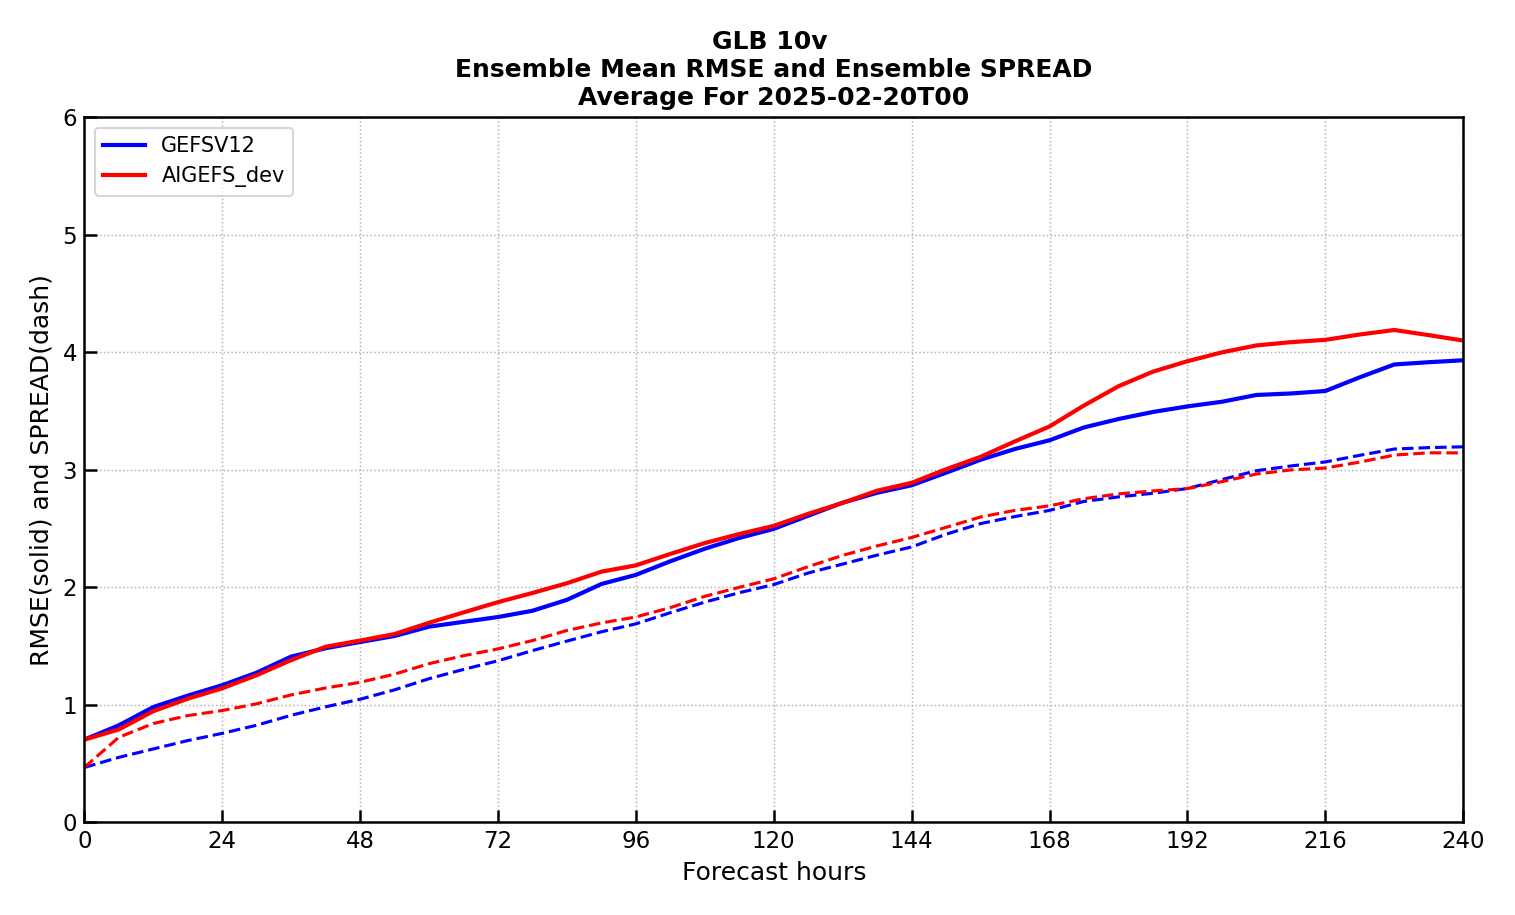 GLB 10v
Ensemble Mean RMSE and Ensemble SPREAD
Average For 2025-02-20T00
GEFSV12
AIGEFS_dev
RMSE(solid) and SPREAD(dash)
6
5
4
3
2
1
0
0 24 48 72 96 120 144 168 192 216 240
Forecast hours